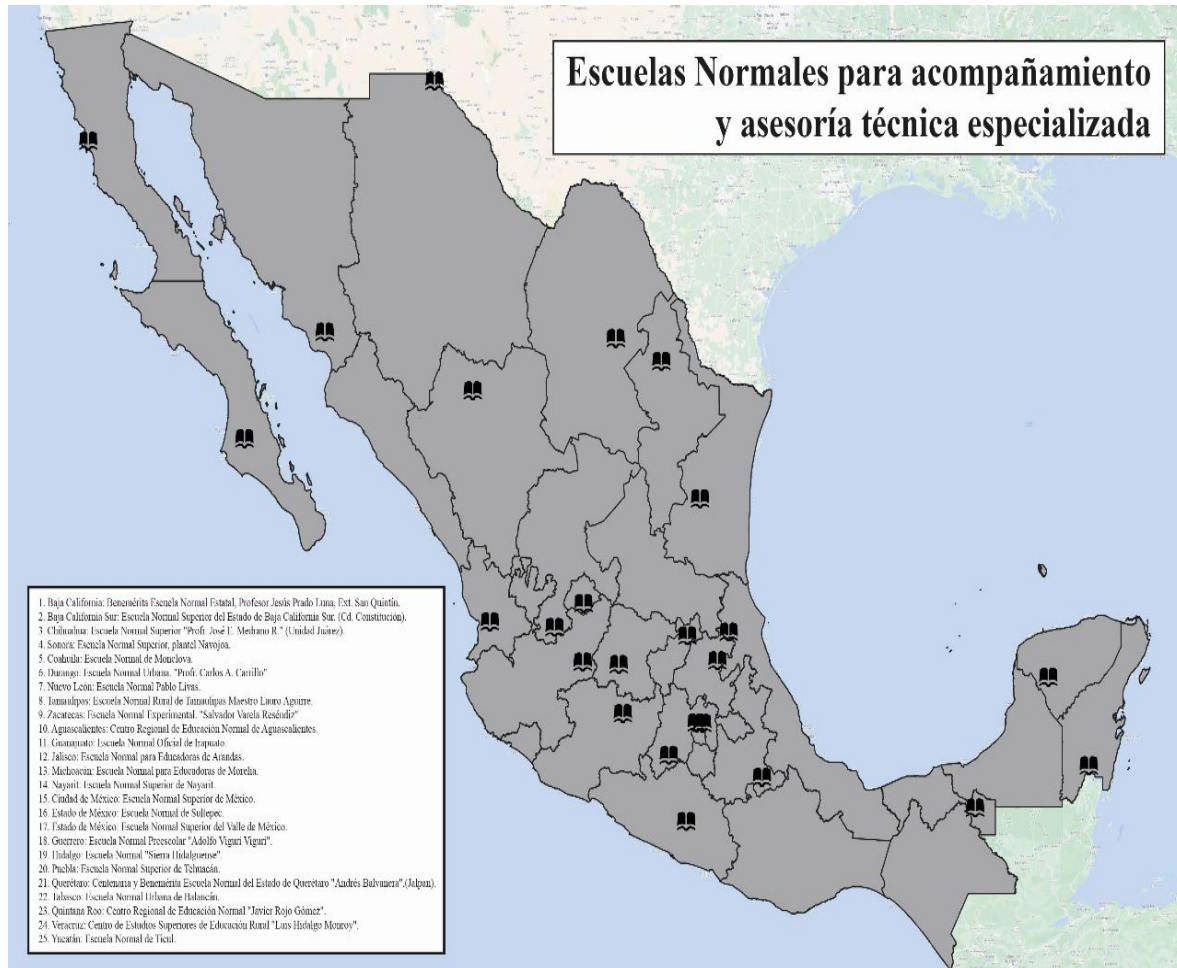 Escuelas Normales para acompañamiento
y asesoría técnica especializada
1. Baja California: Benemérita Escuela Normal Estatal, Profesor Jesús Prado Luna, Ext. San Quintín.
2. Baja California Sur: Escuela Normal Superior del Estado de Baja California Sur. (Cd. Constitución).
3. Chihuahua: Escuela Normal Superior "Profr. José E. Medrano R." (Unidad Juárez).
4. Sonora: Escuela Normal Superior, plantel Navojoa.
5. Coahuila: Escuela Normal de Monclova.
6. Durango: Escuela Normal Urbana. "Profr. Carlos A. Carrillo"
7. Nuevo León: Escuela Normal Pablo Livas.
8. Tamaulipas: Escuela Normal Rural de Tamaulipas Maestro Lauro Aguirre.
9. Zacatecas: Escuela Normal Experimental. "Salvador Varela Reséndiz"
10. Aguascalientes: Centro Regional de Educación Normal de Aguascalientes.
11. Guanajuato: Escuela Normal Oficial de Irapuato.
12. Jalisco: Escuela Normal para Educadoras de Arandas.
13. Michoacán: Escuela Normal para Educadoras de Morelia.
14. Nayarit: Escuela Normal Superior de Nayarit.
15. Ciudad de México: Escuela Normal Superior de México.
16. Estado de México: Escuela Normal de Sultepec.
17. Estado de México: Escuela Normal Superior del Valle de México.
18. Guerrero: Escuela Normal Preescolar "Adolfo Viguri Viguri".
19. Hidalgo: Escuela Normal "Sierra Hidalguense".
20. Puebla: Escuela Normal Superior de Tehuacán.
21. Querétaro: Centenaria y Benemérita Escuela Normal del Estado de Querétaro "Andrés Balvanera".(Jalpan).
22. Tabasco: Escuela Normal Urbana de Balancán.
23. Quintana Roo: Centro Regional de Educación Normal "Javier Rojo Gómez".
24. Veracruz: Centro de Estudios Superiores de Educación Rural "Luis Hidalgo Monroy".
25. Yucatán: Escuela Normal de Ticul.